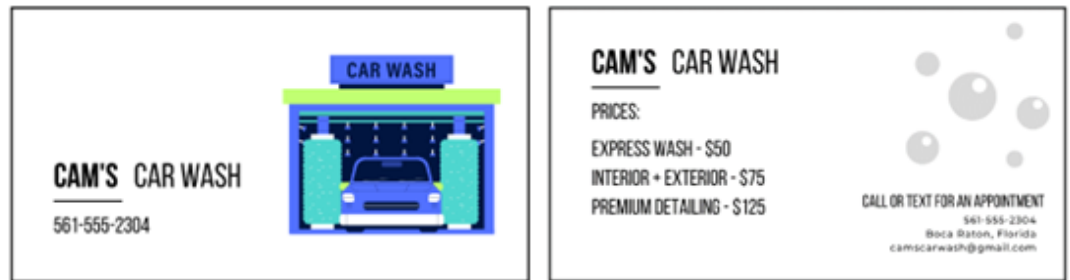 CAR WASH
CAM'S CAR WASH
561-555-2304
CAM'S CAR WASH
PRICES:
EXPRESS WASH - $50
INTERIOR + EXTERIOR - $75
PREMIUM DETAILING - $125
CALL OR TEXT FOR AN APPOINTMENT
561-555-2304
Boca Raton, Florida
camscarwash@gmail.com